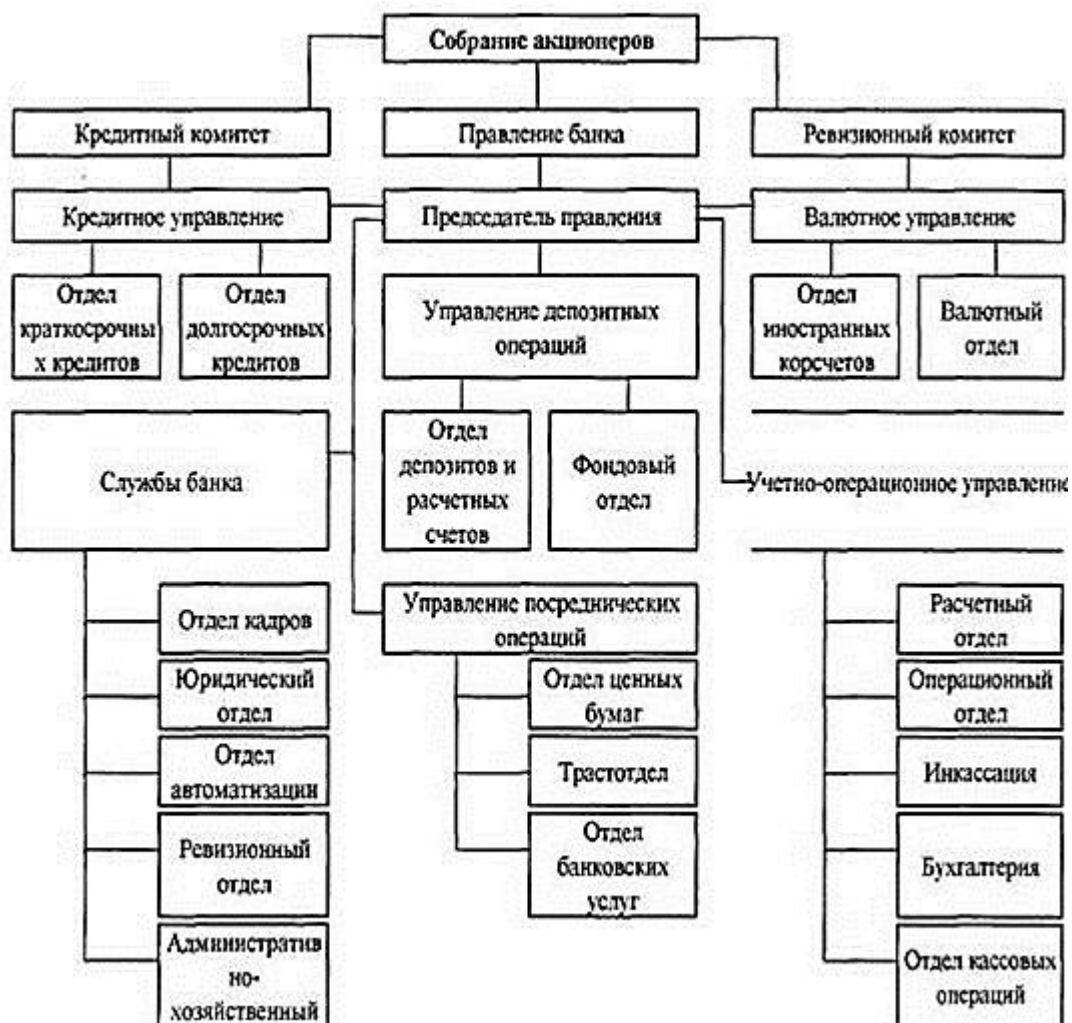 Собрание акционеров
Кредитный комитет
Правление банка
Ревизионный комитет
Кредитное управление
Председатель правления
Валютное управление
Отдел
краткосрочны
х кредитов
Отдел
долгосрочных
кредитов
Управление депозитных
операций
Отдел
иностранных
корсчетов
Валютный
отдел
Службы банка
Отдел
депозитов и
расчетных
счетов
Фондовый
отдел
Учетно-операционное управление
Отдел кадров
Юридический
отдел
Отдел
автоматизации
Ревизионный
отдел
Административ
но-
хозяйственный
Управление посреднических
операций
Отдел ценных
бумаг
Трастотдел
Отдел
банковских
услуг
Расчетный
отдел
Операционный
отдел
Инкассация
Бухгалтерия
Отдел кассовых
операций